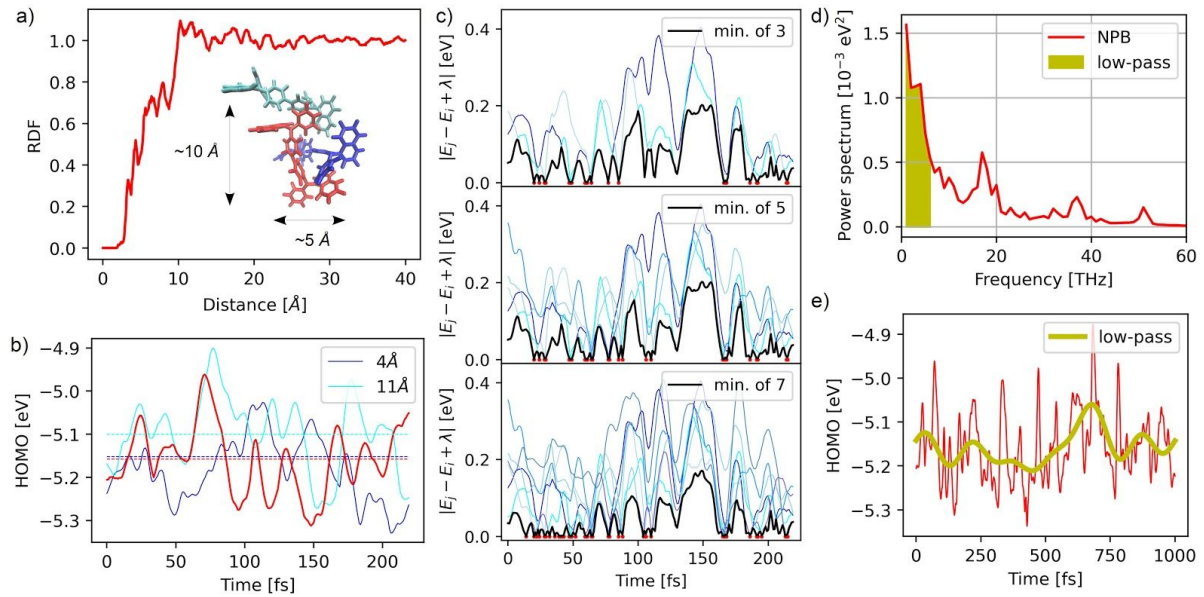 a)
1.0
0.8
0.6
0.4
0.2
0.0
RDF
~10 Å
~5 Å
0
10
20
30
40
Distance [Å]
b)
−4.9
−5.0
−5.1
−5.2
−5.3
HOMO [eV]
4Å
11Å
0
50
100
150
200
Time [fs]
c)
0.4
0.2
0.0
|Ej − Ei + λ| [eV]
min. of 3
0.4
0.2
0.0
|Ej − Ei + λ| [eV]
min. of 5
0.4
0.2
0.0
|Ej − Ei + λ| [eV]
min. of 7
0
50
100
150
200
Time [fs]
d)
1.5
1.0
0.5
0.0
Power spectrum [10⁻³ eV²]
NPB
low-pass
0
20
40
60
Frequency [THz]
e)
−4.9
−5.0
−5.1
−5.2
−5.3
HOMO [eV]
low-pass
0
250
500
750
1000
Time [fs]